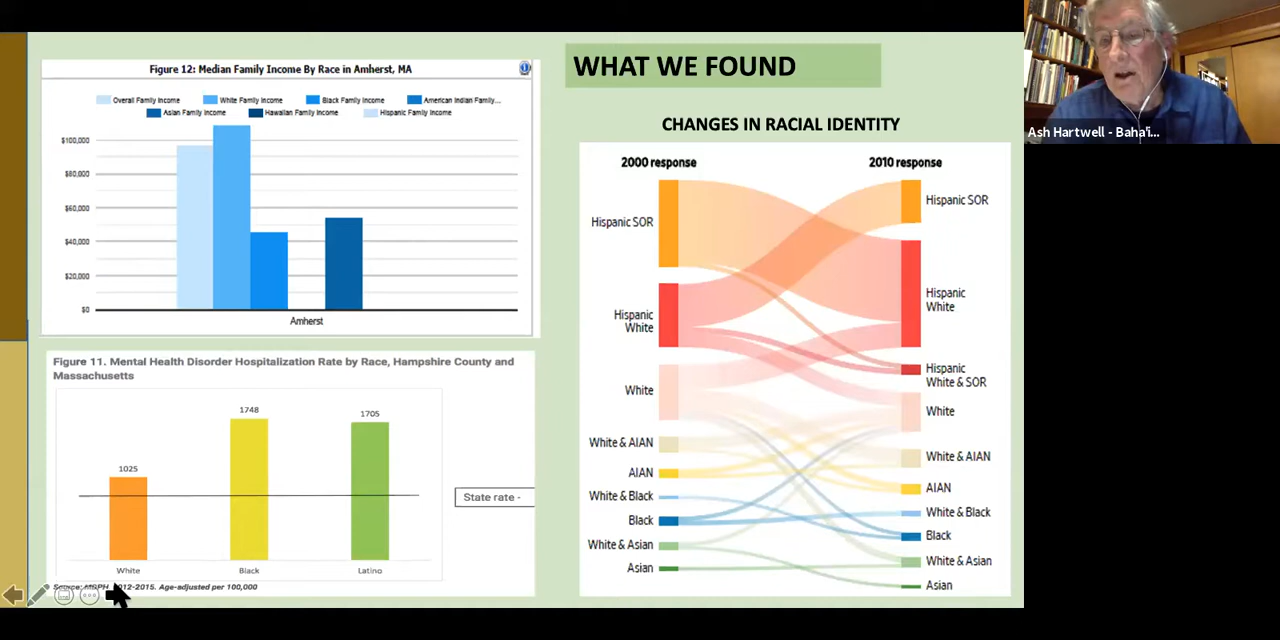 Figure 12: Median Family Income By Race in Amherst, MA
Overall Family Income White Family Income Black Family Income American Indian Family...
Asian Family Income Hawaiian Family Income Hispanic Family Income
$100,000
$80,000
$60,000
$40,000
$20,000
$0
Amherst
Figure 11. Mental Health Disorder Hospitalization Rate by Race, Hampshire County and
Massachusetts
1025
1748
1705
State rate -
White
Black
Latino
Source: MSPH, 2012-2015. Age-adjusted per 100,000
WHAT WE FOUND
CHANGES IN RACIAL IDENTITY
2000 response
2010 response
Hispanic SOR
Hispanic
White
White
White & AIAN
AIAN
White & Black
Black
White & Asian
Asian
Hispanic SOR
Hispanic
White
Hispanic
White & SOR
White
White & AIAN
AIAN
White & Black
Black
White & Asian
Asian
Ash Hartwell - Baha'i...